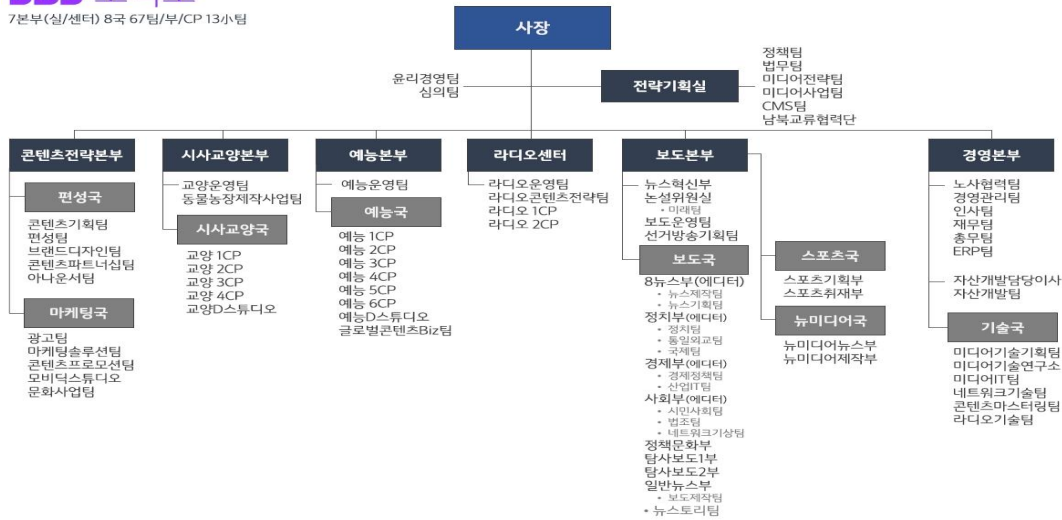 7본부(실/센터) 8국 67팀/부/CP 13小팀
사장
윤리경영팀
심의팀
전략기획실
정책팀
법무팀
미디어전략팀
미디어사업팀
CMS팀
남북교류협력단
콘텐츠전략본부
편성국
콘텐츠기획팀
편성팀
브랜드디자인팀
콘텐츠파트너십팀
아나운서팀
마케팅국
광고팀
마케팅솔루션팀
콘텐츠프로모션팀
모비딕스튜디오
문화사업팀
시사교양본부
교양운영팀
동물농장제작사업팀
시사교양국
교양 1CP
교양 2CP
교양 3CP
교양 4CP
교양D스튜디오
예능본부
예능운영팀
예능국
예능 1CP
예능 2CP
예능 3CP
예능 4CP
예능 5CP
예능 6CP
예능D스튜디오
글로벌콘텐츠Biz팀
라디오센터
라디오운영팀
라디오콘텐츠전략팀
라디오 1CP
라디오 2CP
보도본부
뉴스혁신부
논설위원실
• 미래팀
보도운영팀
선거방송기획팀
보도국
8뉴스부(에디터)
• 뉴스제작팀
• 뉴스기획팀
정치부(에디터)
• 정치팀
• 통일외교팀
• 국제팀
경제부(에디터)
• 경제정책팀
• 산업IT팀
사회부(에디터)
• 시민사회팀
• 법조팀
• 네트워크기상팀
정책문화부
탐사보도1부
탐사보도2부
일반뉴스부
• 보도제작팀
• 뉴스토리팀
스포츠국
스포츠기획부
스포츠취재부
뉴미디어국
뉴미디어뉴스부
뉴미디어제작부
경영본부
노사협력팀
경영관리팀
인사팀
재무팀
총무팀
ERP팀
자산개발담당이사
자산개발팀
기술국
미디어기술기획팀
미디어기술연구소
미디어IT팀
네트워크기술팀
콘텐츠마스터링팀
라디오기술팀